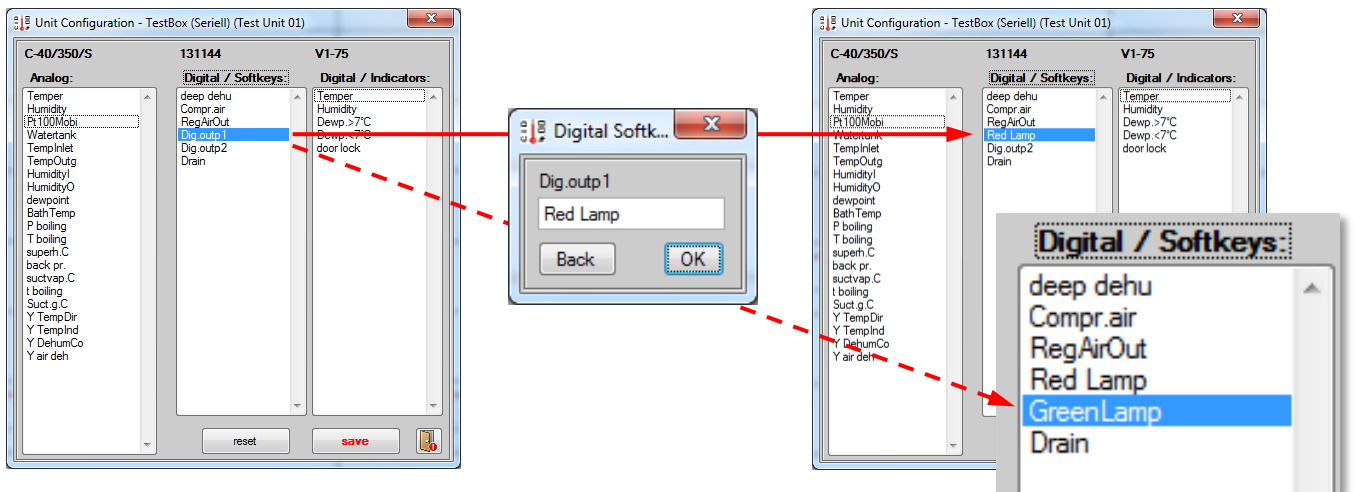 Unit Configuration - TestBox (Seriell) (Test Unit 01)
C-40/350/S 131144 V1-75
Analog: Digital / Softkeys: Digital / Indicators:
Temper deep dehu Temper
Humidity Compr.air Humidity
Pt100Mobi RegAirOut Dewp.>7°C
Watertank Dig.outp1 Dewp.<7°C
TempInlet Dig.outp2 door lock
TempOutg Drain
HumidityI
HumidityO
dewpoint
BathTemp
P boiling
T boiling
superh.C
back pr.
suctvap.C
t boiling
Suct.g.C
Y TempDir
Y TempInd
Y DehumCo
Y air deh
reset save
Digital Softk...
Dig.outp1
Red Lamp
Back OK
Unit Configuration - TestBox (Seriell) (Test Unit 01)
C-40/350/S 131144 V1-75
Analog: Digital / Softkeys: Digital / Indicators:
Temper deep dehu Temper
Humidity Compr.air Humidity
Pt100Mobi RegAirOut Dewp.>7°C
Watertank Red Lamp Dewp.<7°C
TempInlet Dig.outp2 door lock
TempOutg Drain
HumidityI
HumidityO
dewpoint
BathTemp
P boiling
T boiling
superh.C
back pr.
suctvap.C
t boiling
Suct.g.C
Y TempDir
Y TempInd
Y DehumCo
Y air deh
Digital / Softkeys:
deep dehu
Compr.air
RegAirOut
Red Lamp
GreenLamp
Drain